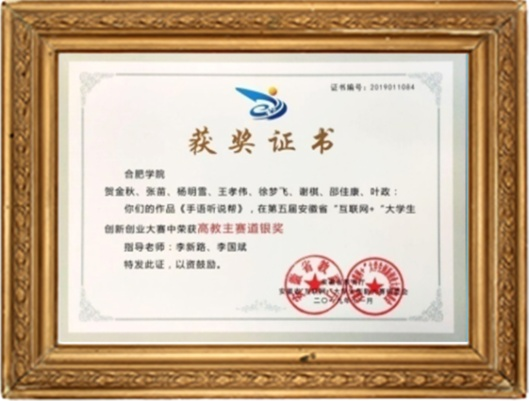 证书编号：2019011084
获奖证书
合肥学院
贺金秋、张苗、杨明雪、王孝伟、徐梦飞、谢棋、邵佳康、叶政：
你们的作品《手语听说帮》，在第五届安徽省“互联网+”大学生
创新创业大赛中荣获高教主赛道银奖
指导老师：李新路、李国斌
特发此证，以资鼓励。